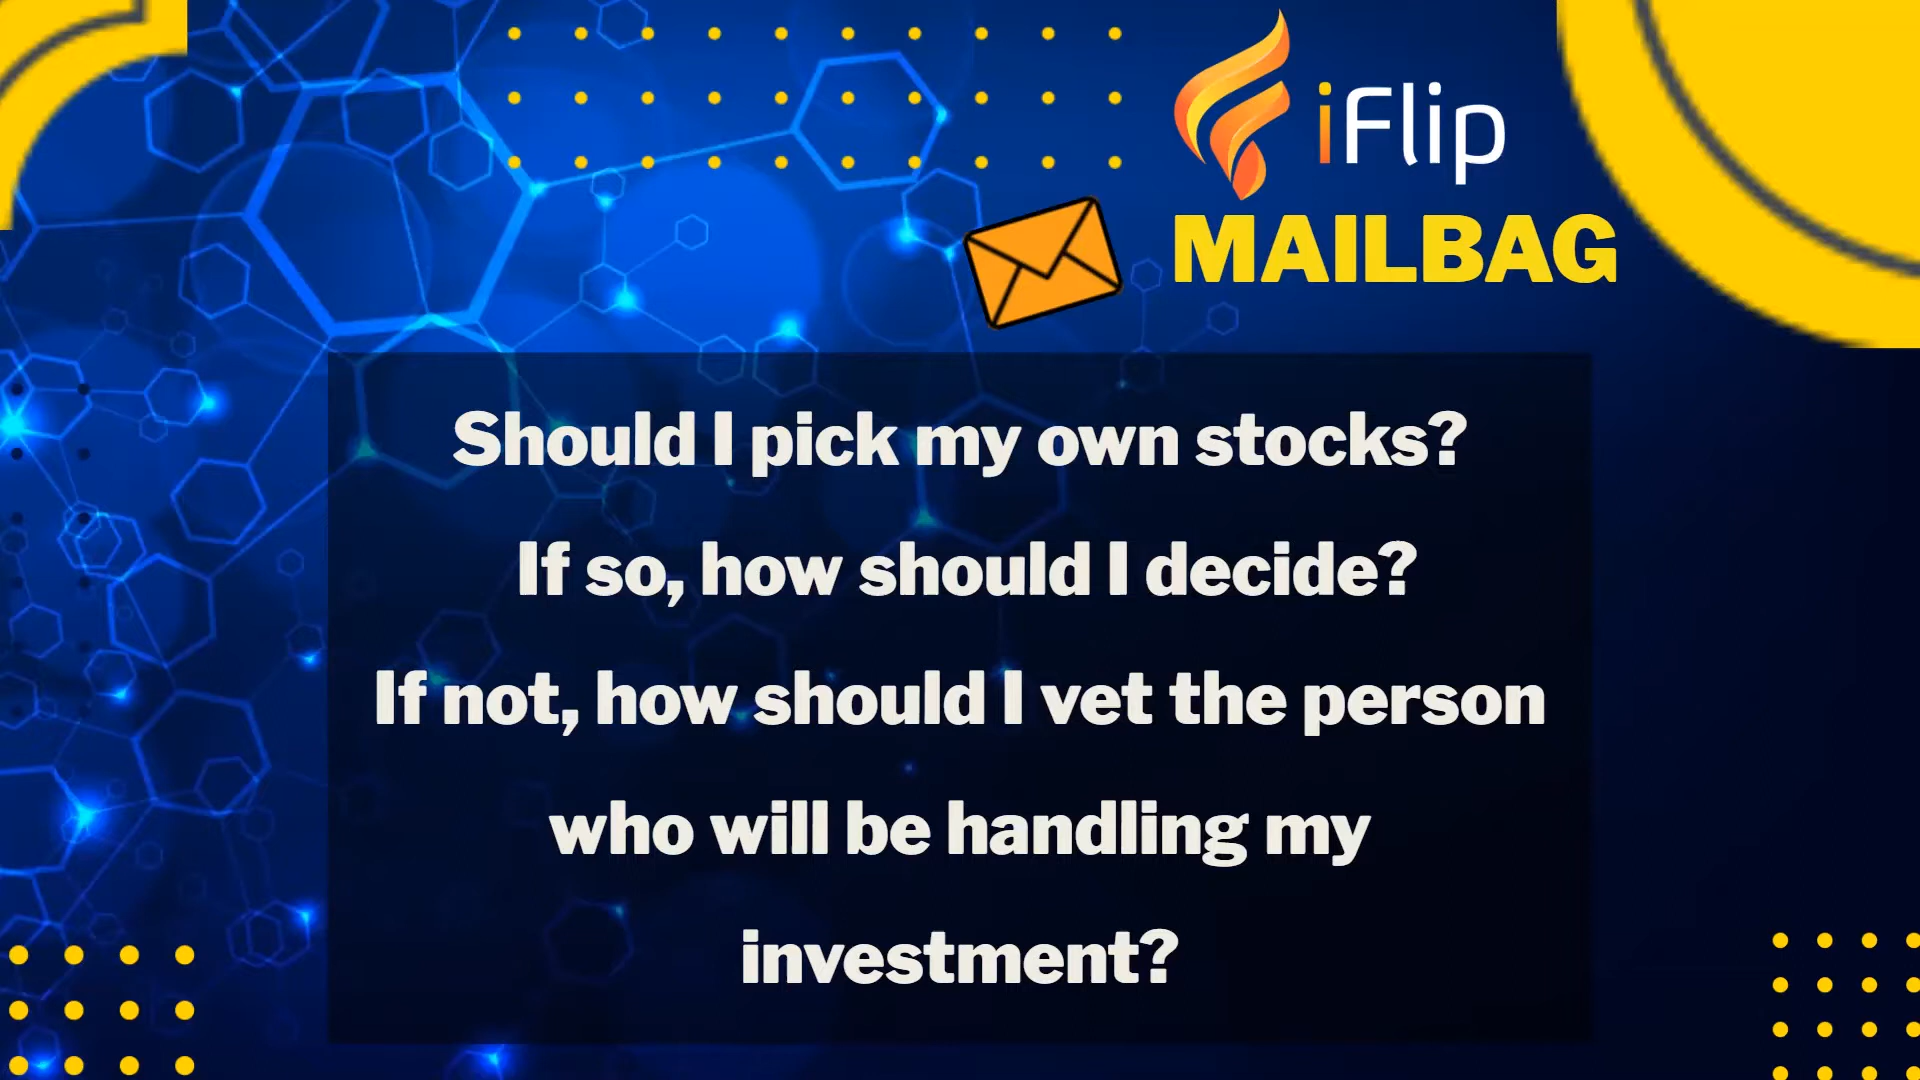 iFlip
MAILBAG
Should I pick my own stocks?
If so, how should I decide?
If not, how should I vet the person
who will be handling my
investment?